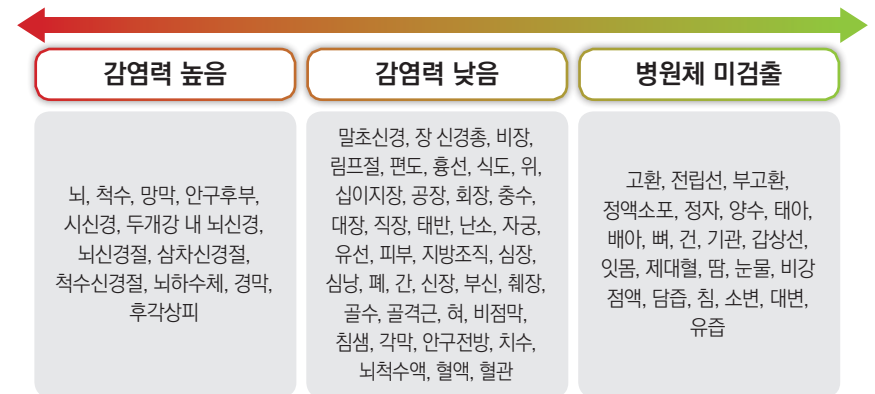 감염력 높음
뇌, 척수, 망막, 안구후부,
시신경, 두개강 내 뇌신경,
뇌신경절, 삼차신경절,
척수신경절, 뇌하수체, 경막,
후각상피
감염력 낮음
말초신경, 장 신경총, 비장,
림프절, 편도, 흉선, 식도, 위,
십이지장, 공장, 회장, 충수,
대장, 직장, 태반, 난소, 자궁,
유선, 피부, 지방조직, 심장,
심낭, 폐, 간, 신장, 부신, 췌장,
골수, 골격근, 혀, 비점막,
침샘, 각막, 안구전방, 치수,
뇌척수액, 혈액, 혈관
병원체 미검출
고환, 전립선, 부고환,
정액소포, 정자, 양수, 태아,
배아, 뼈, 건, 기관, 갑상선,
잇몸, 제대혈, 땀, 눈물, 비강
점액, 담즙, 침, 소변, 대변,
유즙